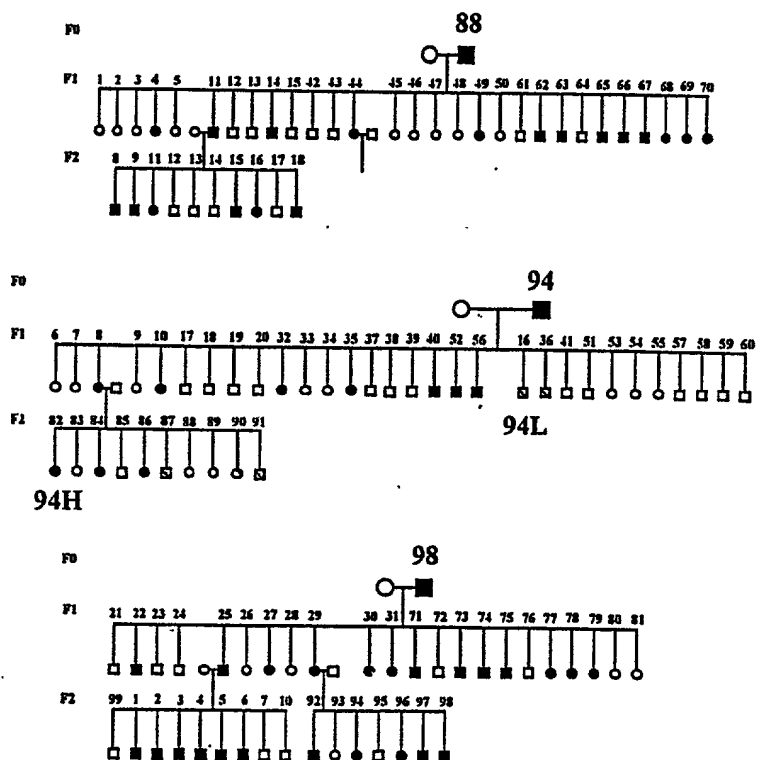 88
F0
F1 1 2 3 4 5 11 12 13 14 15 42 43 44 45 46 47 48 49 50 61 62 63 64 65 66 67 68 69 70
F2 8 9 11 12 13 14 15 16 17 18
94
F0
F1 6 7 8 9 10 17 18 19 20 32 33 34 35 37 38 39 40 52 56 16 36 41 51 53 54 55 57 58 59 60
94L
F2 82 83 84 85 86 87 88 89 90 91
94H
98
F0
F1 21 22 23 24 25 26 27 28 29 30 31 71 72 73 74 75 76 77 78 79 80 81
F2 99 1 2 3 4 5 6 7 10 92 93 94 95 96 97 98